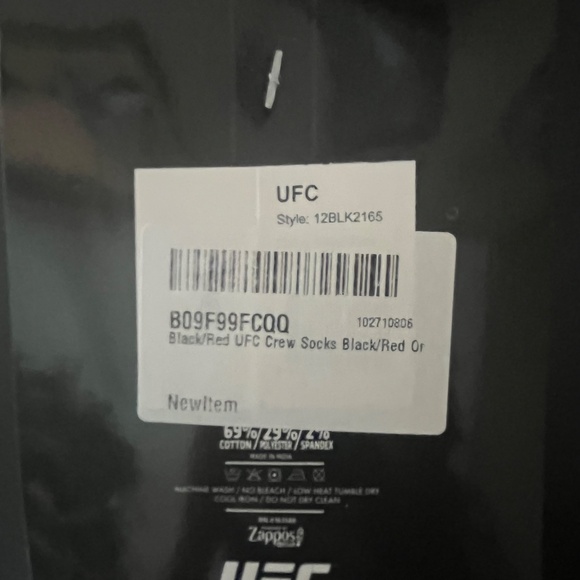 UFC
Style: 12BLK2165
B09F99FCQQ
102710806
Black/Red UFC Crew Socks Black/Red Or
NewItem
69%/29%/2%
COTTON / POLYESTER / SPANDEX
MADE IN INDIA
MACHINE WASH / NO BLEACH / LOW HEAT TUMBLE DRY
COOL IRON / DO NOT DRY CLEAN
Zappos
UFC